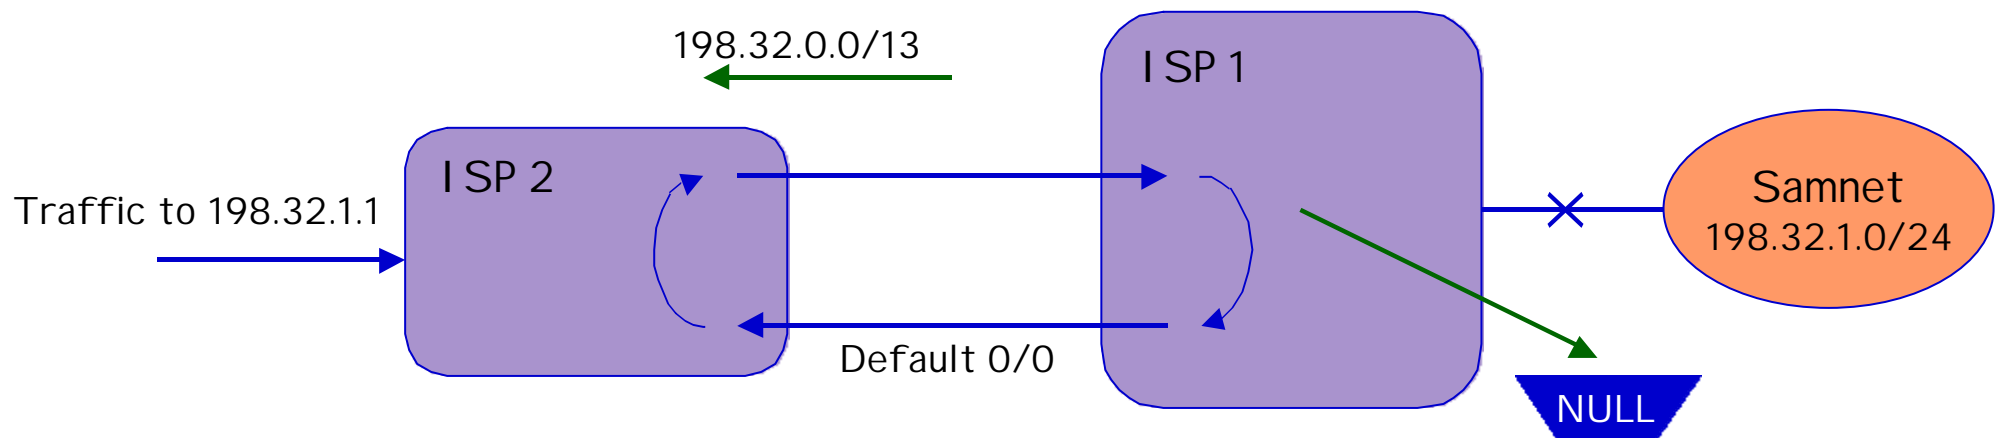 198.32.0.0/13
ISP 1
ISP 2
Traffic to 198.32.1.1
Samnet
198.32.1.0/24
Default 0/0
NULL